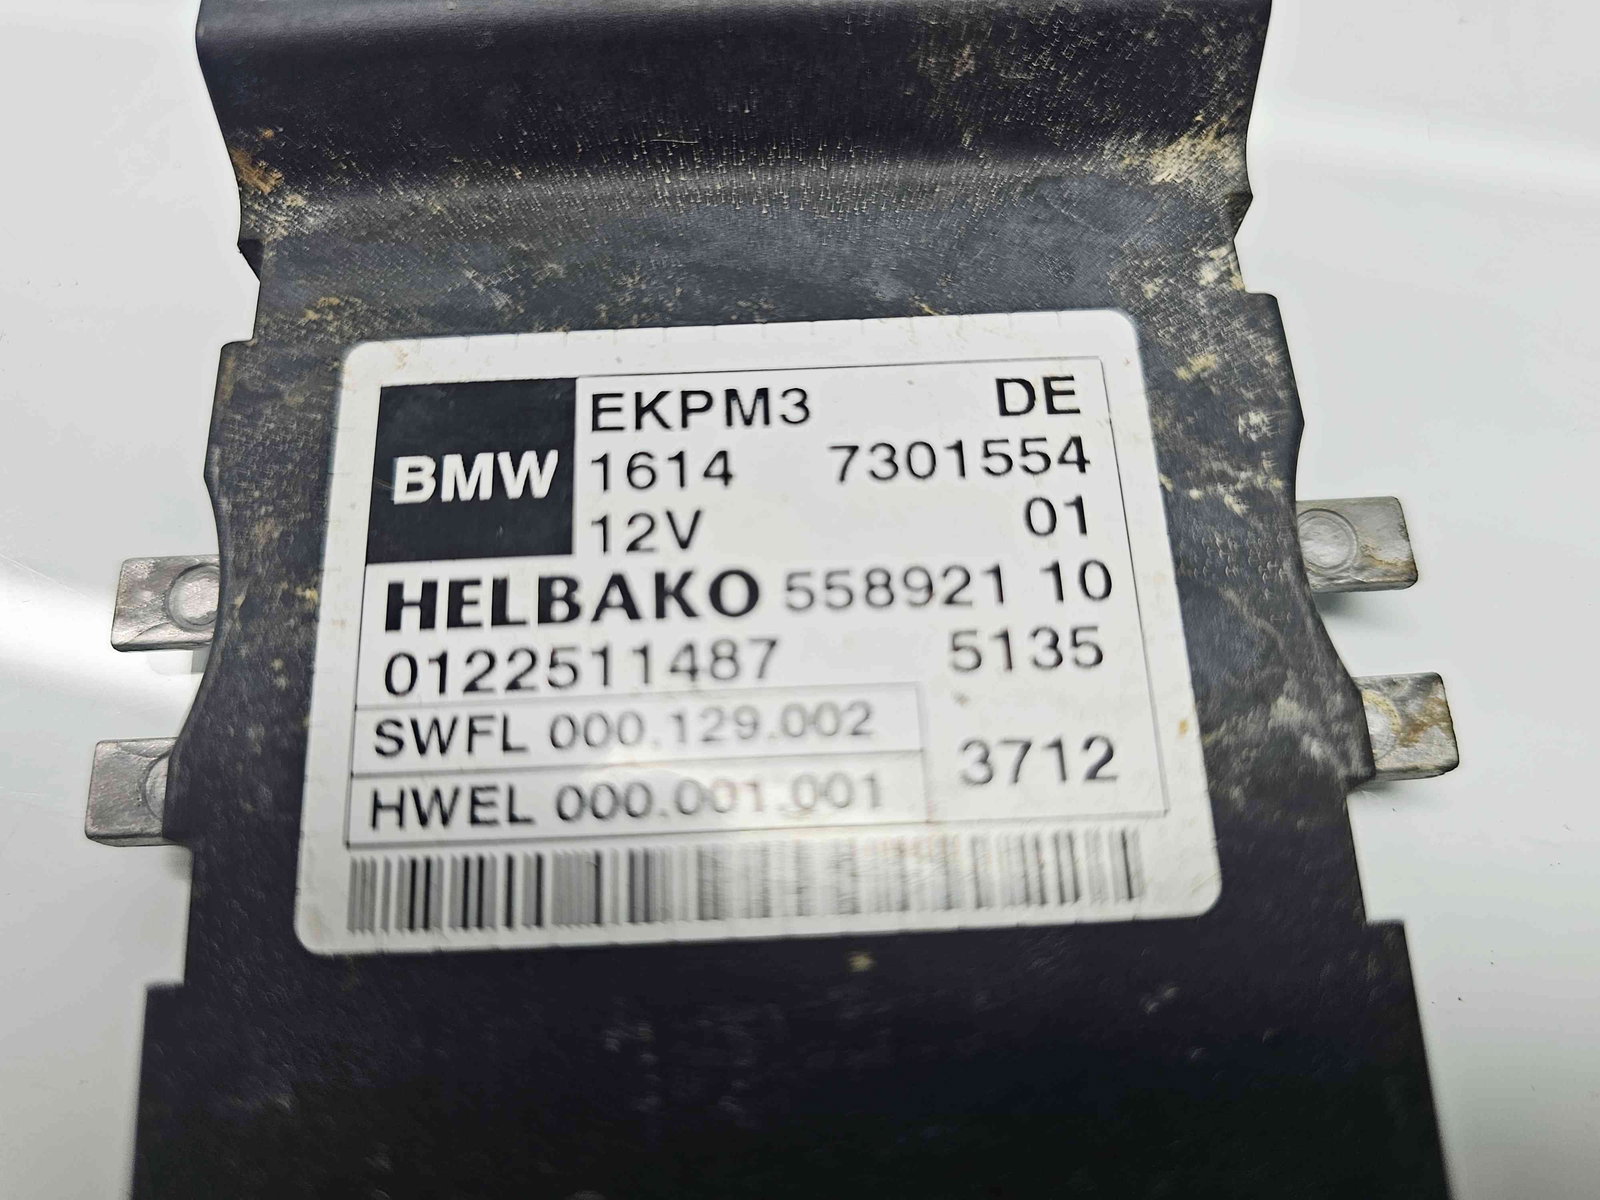 EKPM3 DE
BMW 1614 7301554
12V 01
HELBAKO 558921 10
0122511487 5135
SWFL 000.129.002
3712
HWEL 000.001.001